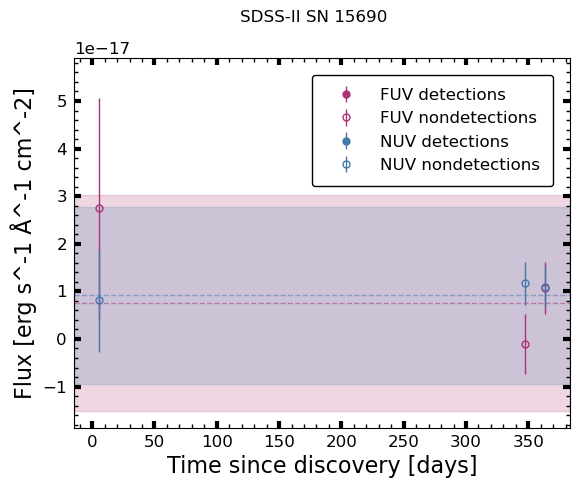 SDSS-II SN 15690
1e−17
FUV detections
FUV nondetections
NUV detections
NUV nondetections
5
4
3
2
1
0
−1
Flux [erg s^-1 Å^-1 cm^-2]
0 50 100 150 200 250 300 350
Time since discovery [days]